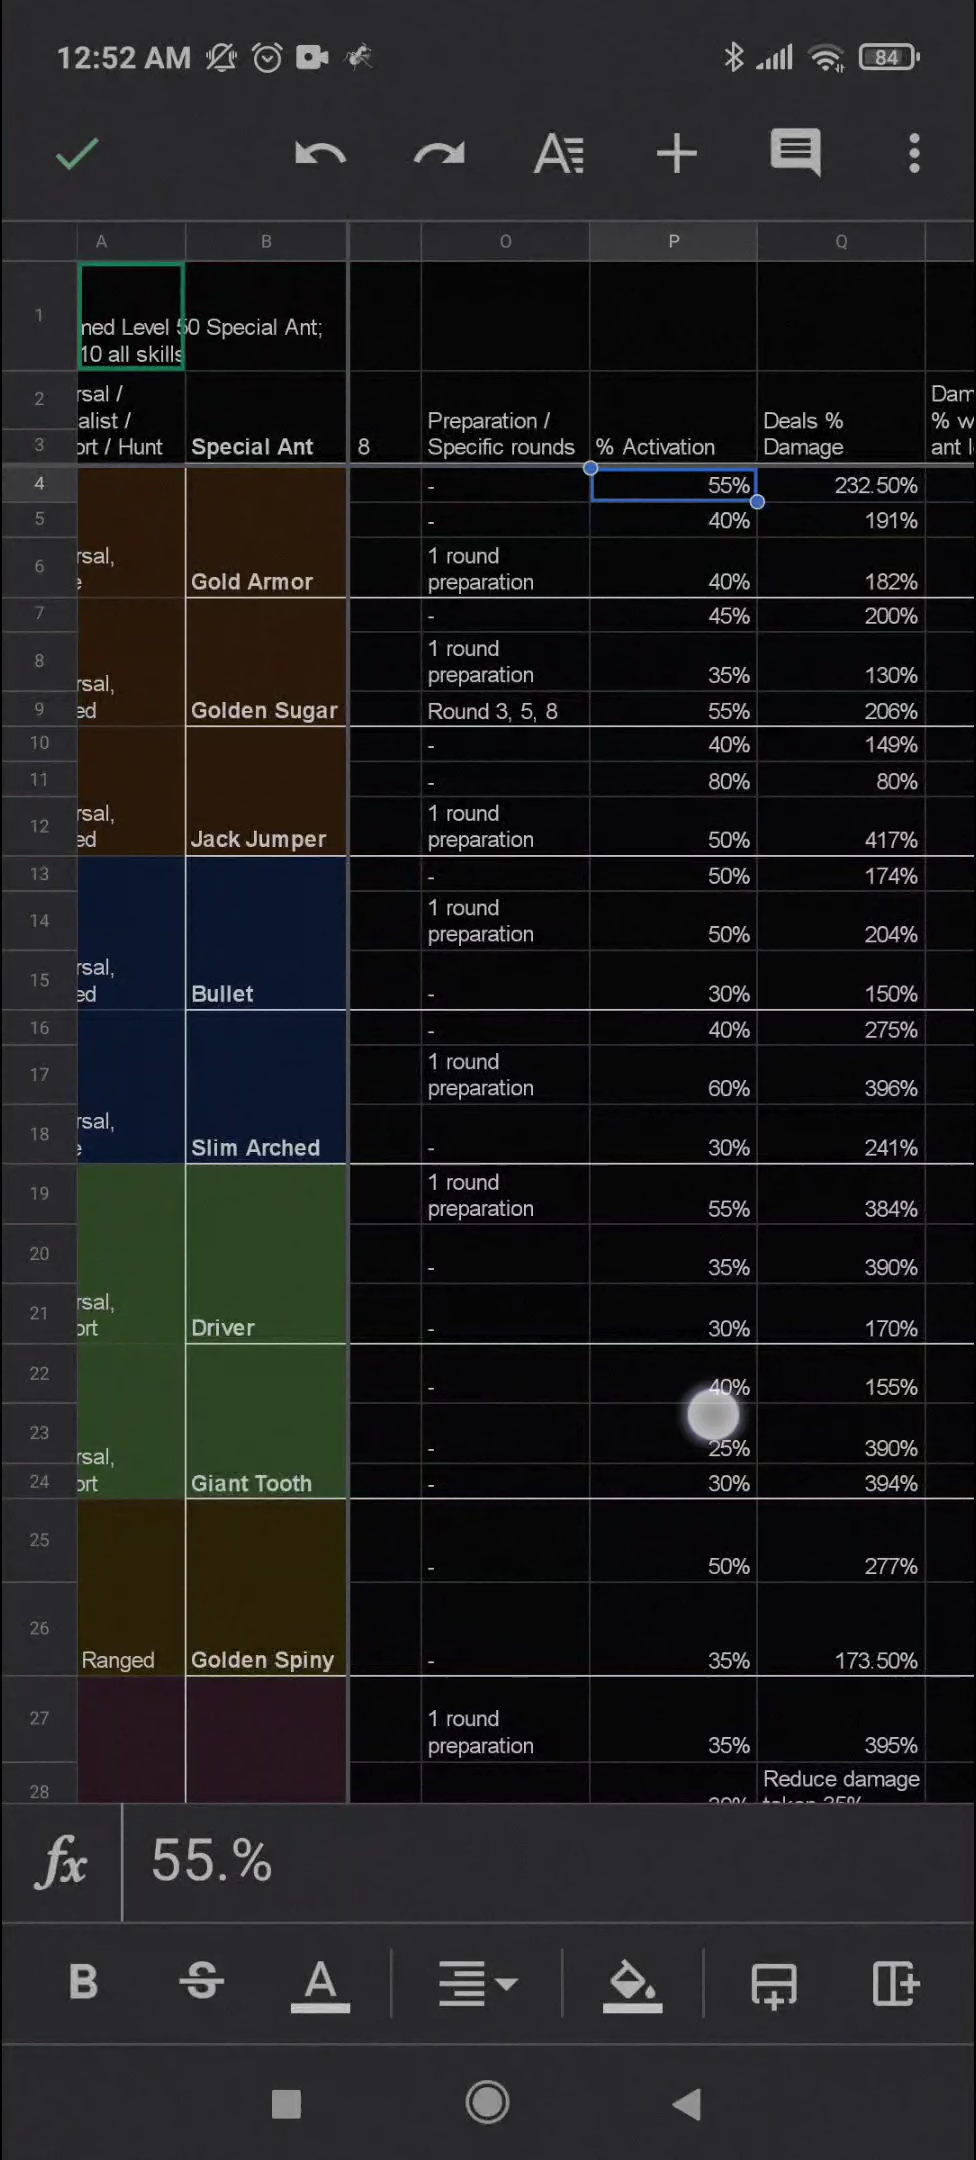 12:52 AM 84
A B O P Q
1 med Level 50 Special Ant;
10 all skills
2 rsal / Dam
alist / Preparation / Deals % % w
3 ort / Hunt Special Ant 8 Specific rounds % Activation Damage ant l
4 - 55% 232.50%
5 - 40% 191%
6 rsal, 1 round
e Gold Armor preparation 40% 182%
7 - 45% 200%
8 1 round
rsal, preparation 35% 130%
9 ed Golden Sugar Round 3, 5, 8 55% 206%
10 - 40% 149%
11 - 80% 80%
12 rsal, 1 round
ed Jack Jumper preparation 50% 417%
13 - 50% 174%
14 1 round
preparation 50% 204%
15 rsal,
ed Bullet - 30% 150%
16 - 40% 275%
17 1 round
preparation 60% 396%
18 rsal,
e Slim Arched - 30% 241%
19 1 round
preparation 55% 384%
20 - 35% 390%
21 rsal,
ort Driver - 30% 170%
22 - 40% 155%
23 - 25% 390%
rsal,
24 ort Giant Tooth - 30% 394%
25 - 50% 277%
26 Ranged Golden Spiny - 35% 173.50%
27 1 round
preparation 35% 395%
28 Reduce damage
fx 55.%
B S A